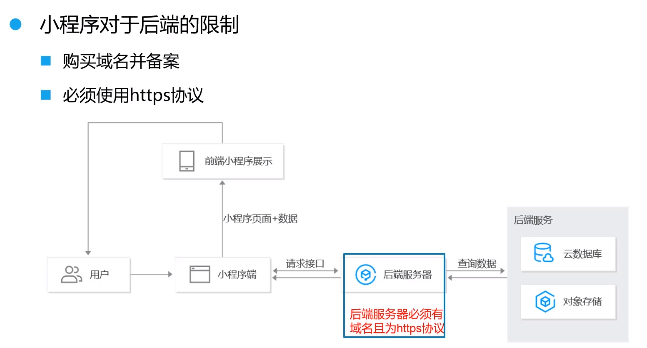 小程序对于后端的限制
购买域名并备案
必须使用https协议
前端小程序展示
小程序页面+数据
后端服务
用户
小程序端
请求接口
后端服务器
查询数据
云数据库
对象存储
后端服务器必须有
域名且为https协议